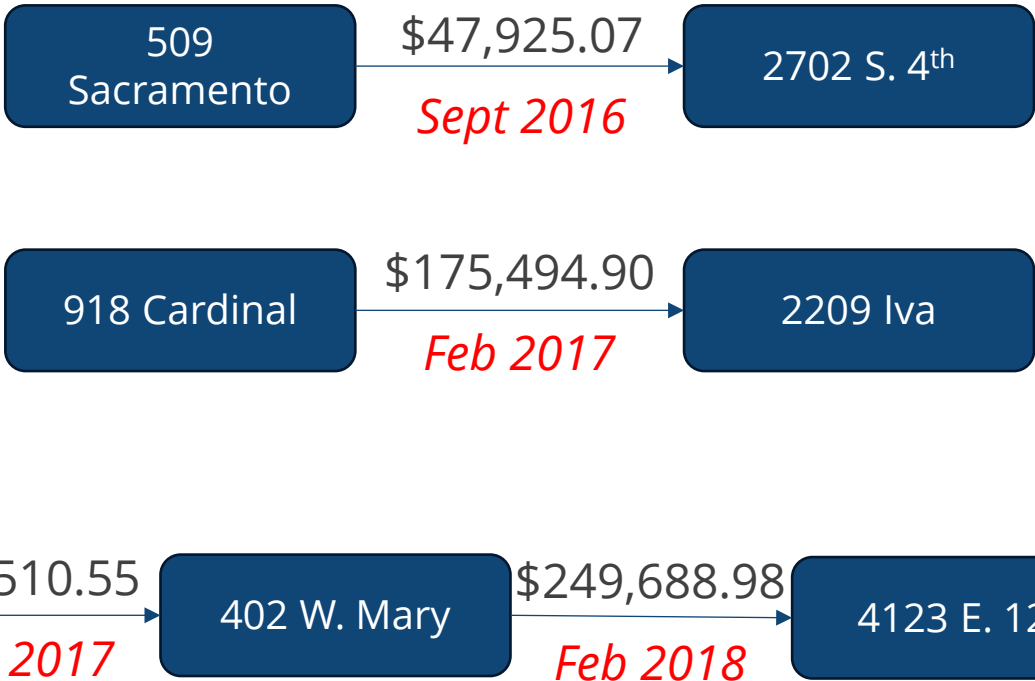 509
Sacramento
$47,925.07
Sept 2016
2702 S. 4th
918 Cardinal
$175,494.90
Feb 2017
2209 Iva
510.55
2017
402 W. Mary
$249,688.98
Feb 2018
4123 E.